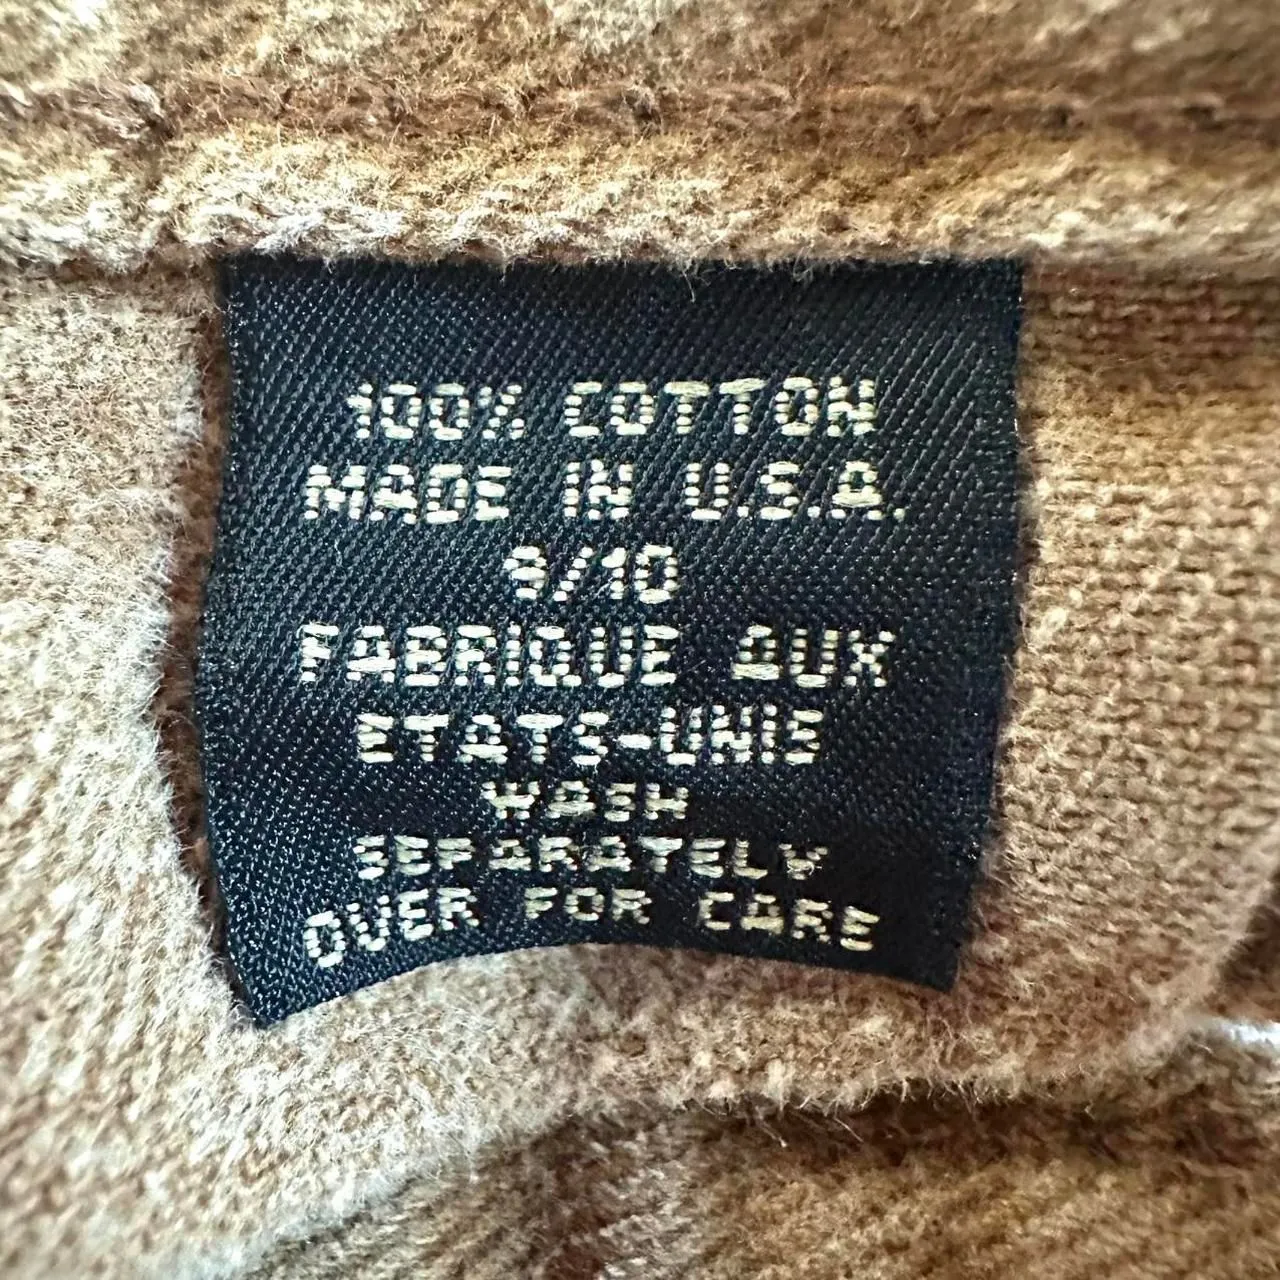 100% COTTON
MADE IN U.S.A.
9/10
FABRIQUE AUX
ETATS-UNIS
WASH
SEPARATELY
OVER FOR CARE